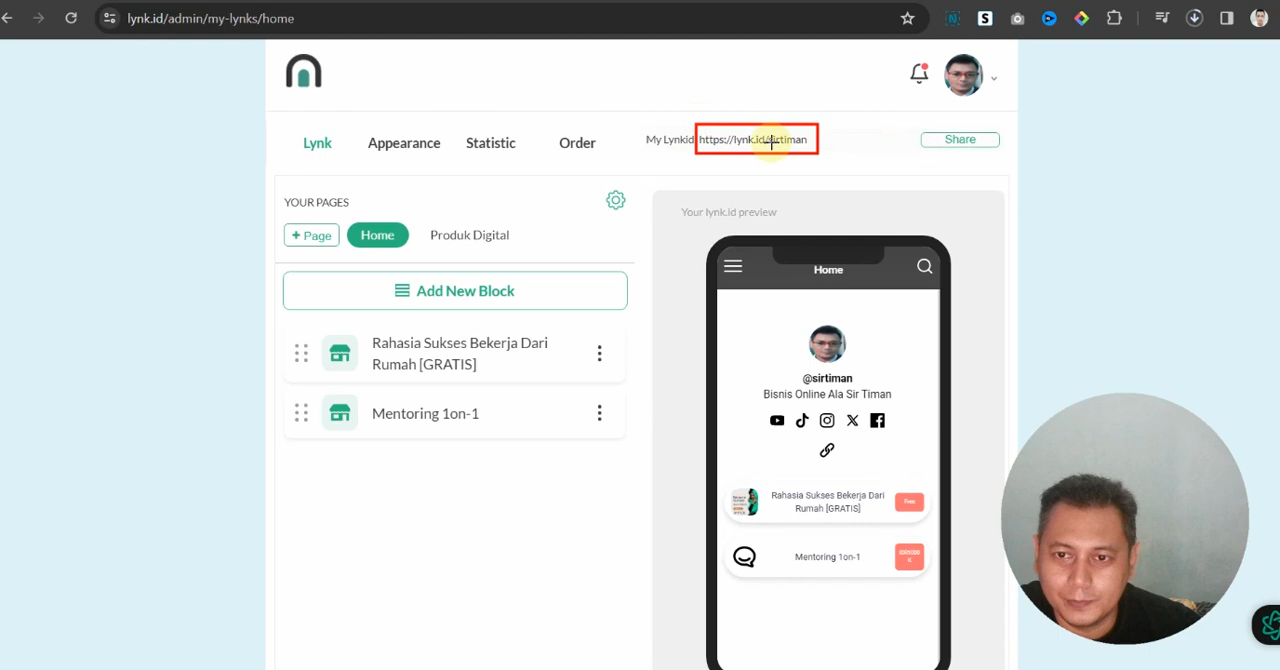 lynk.id/admin/my-lynks/home
Lynk
Appearance
Statistic
Order
My Lynkid: https://lynk.id/sirtiman
Share
YOUR PAGES
+ Page
Home
Produk Digital
Add New Block
Rahasia Sukses Bekerja Dari
Rumah [GRATIS]
Mentoring 1on-1
Your lynk.id preview
Home
@sirtiman
Bisnis Online Ala Sir Timan
Rahasia Sukses Bekerja Dari
Rumah [GRATIS]
Free
Mentoring 1on-1